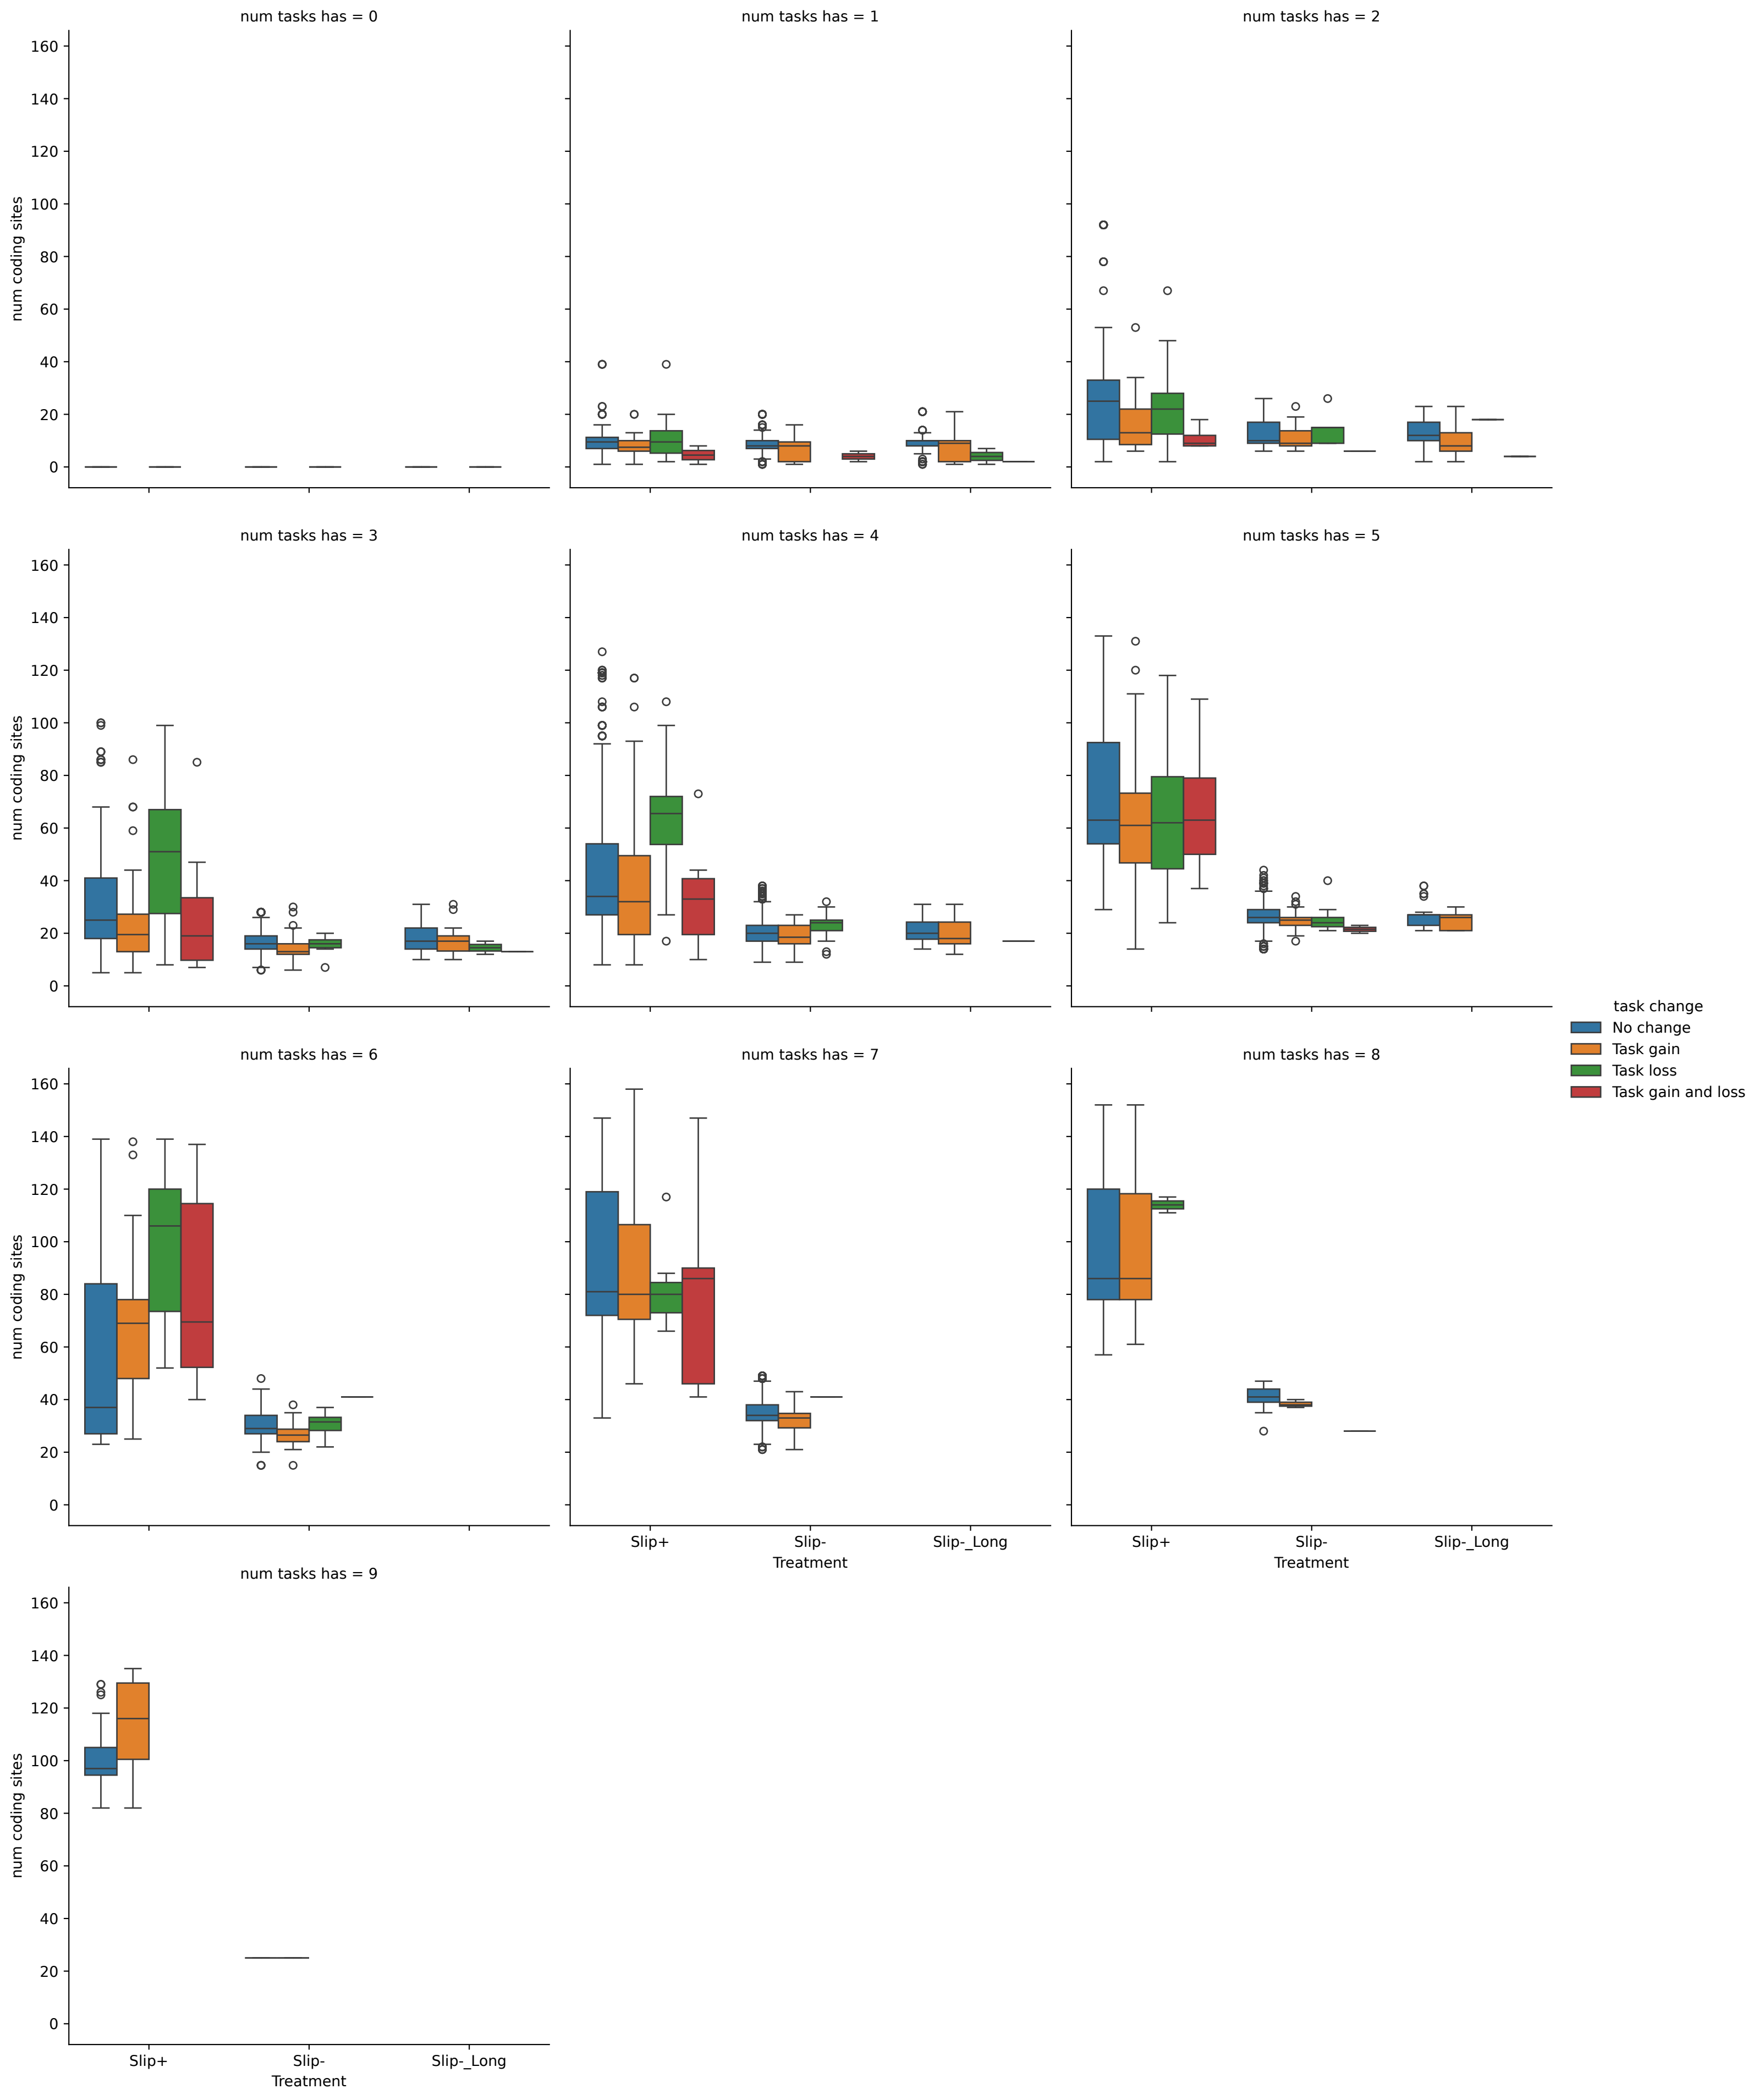 num tasks has = 0
num tasks has = 1
num tasks has = 2
160
140
120
100
80
60
40
20
0
num coding sites
num tasks has = 3
num tasks has = 4
num tasks has = 5
160
140
120
100
80
60
40
20
0
num coding sites
task change
No change
Task gain
Task loss
Task gain and loss
num tasks has = 6
num tasks has = 7
num tasks has = 8
160
140
120
100
80
60
40
20
0
num coding sites
Slip+ Slip- Slip-_Long
Treatment
Slip+ Slip- Slip-_Long
Treatment
num tasks has = 9
160
140
120
100
80
60
40
20
0
num coding sites
Slip+ Slip- Slip-_Long
Treatment